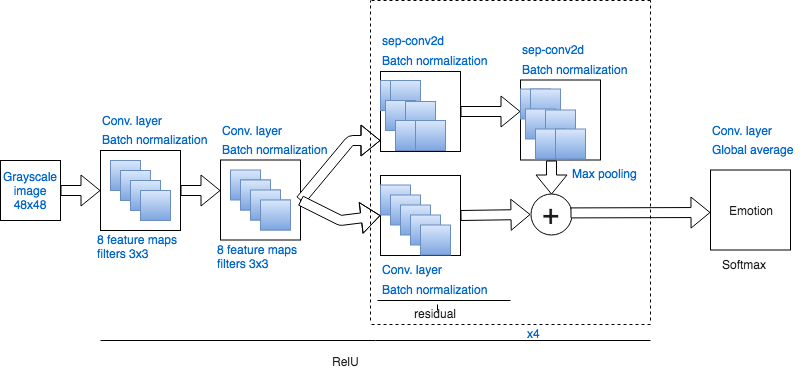 Grayscale
image
48x48
Conv. layer
Batch normalization
8 feature maps
filters 3x3
Conv. layer
Batch normalization
8 feature maps
filters 3x3
sep-conv2d
Batch normalization
sep-conv2d
Batch normalization
Max pooling
+
Conv. layer
Batch normalization
residual
x4
RelU
Conv. layer
Global average
Emotion
Softmax